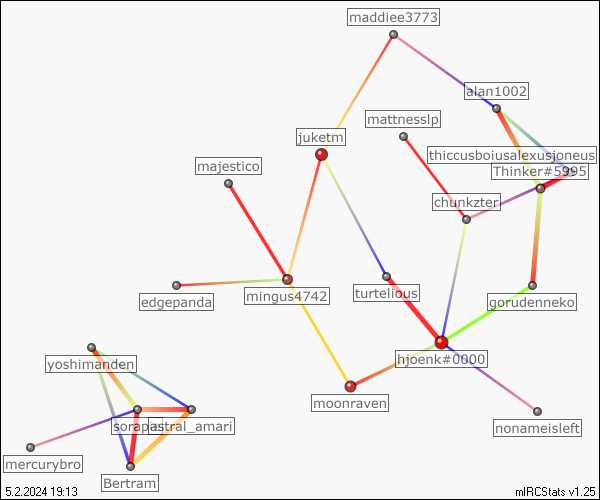 maddiee3773
alan1002
mattnesslp
juketm
thiccusboiusalexusjoneus
majestico
Thinker#5995
chunkzter
edgepanda
mingus4742
turtelious
gorudenneko
hjoenk#0000
yoshimanden
moonraven
astral_amari
nonameisleft
mercurybro
Bertram
5.2.2024 19:13
mIRCStats v1.25